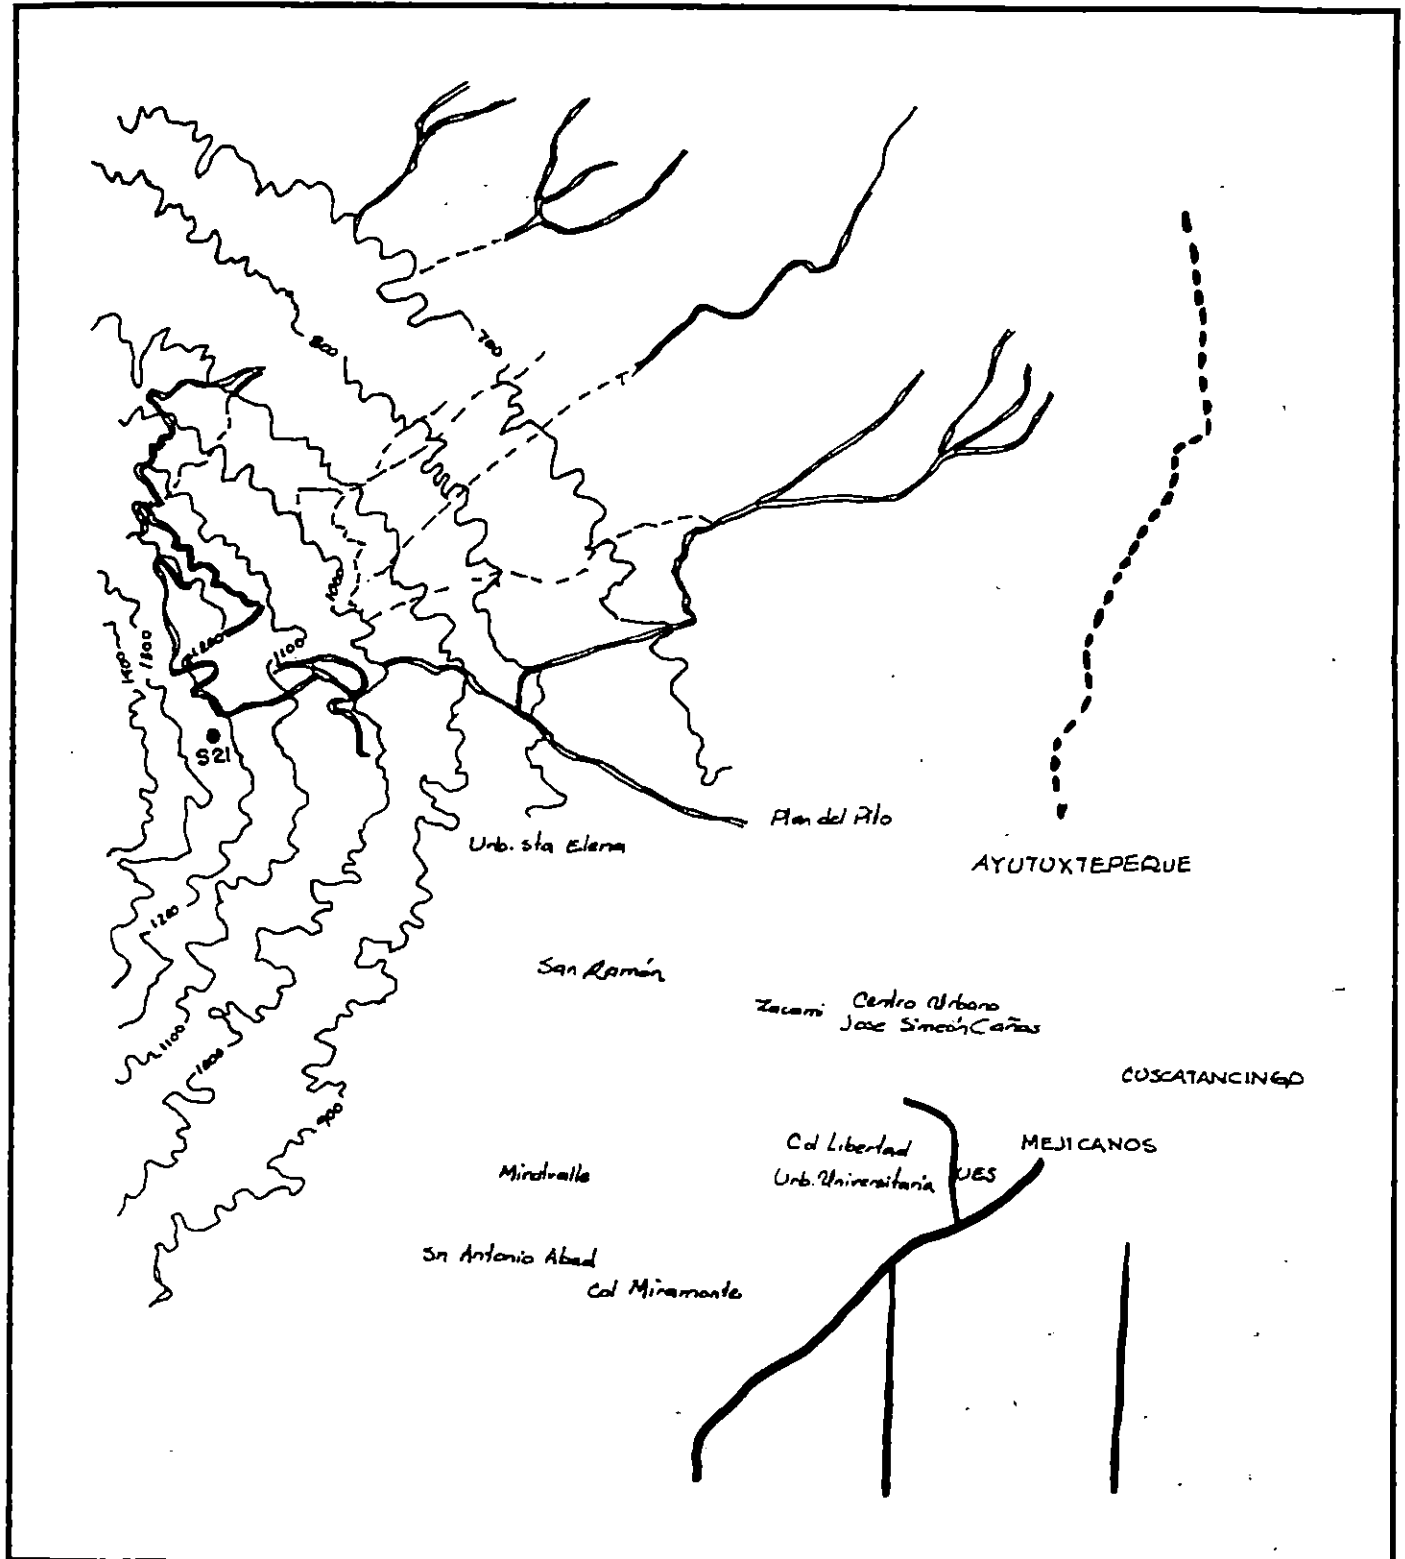 800
700
1000
1200
1100
1300
1400
S21
Plan del Pito
Urb. Sta Elena
AYUTUXTEPEQUE
1200
San Ramón
Zacamil Centro Urbano
Jose Simeón Cañas
1100
1000
CUSCATANCINGO
900
Col Libertad
MEJICANOS
Miralvalle
Urb. Universitaria
UES
Sn Antonio Abad
Col Miramonte